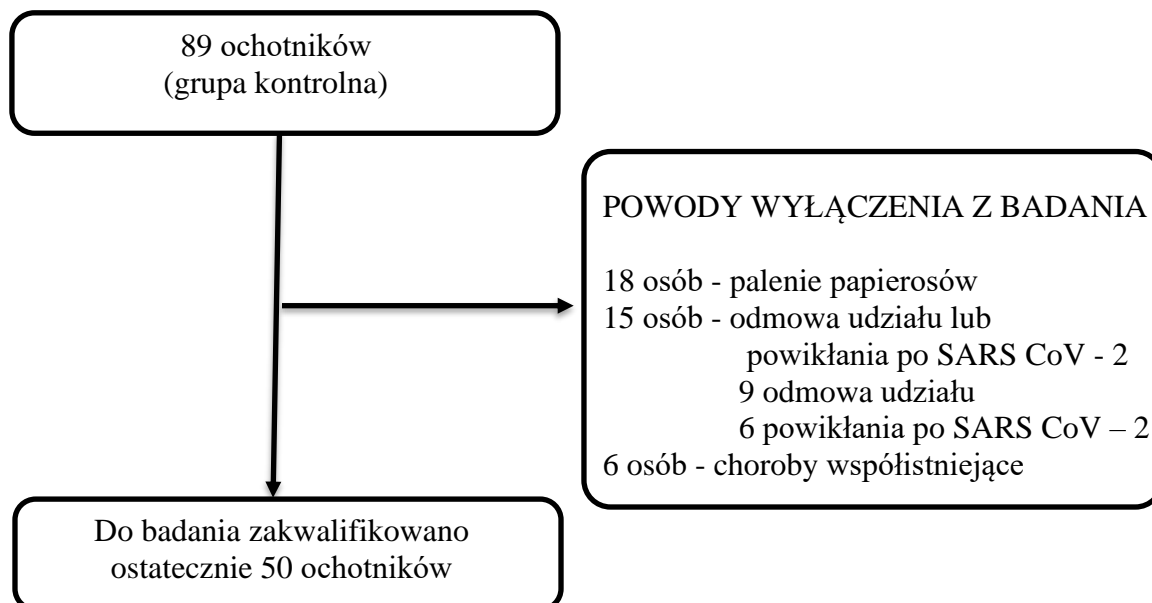 89 ochotników
(grupa kontrolna)
POWODY WYŁĄCZENIA Z BADANIA
18 osób - palenie papierosów
15 osób - odmowa udziału lub
powikłania po SARS CoV - 2
9 odmowa udziału
6 powikłania po SARS CoV – 2
6 osób - choroby współistniejące
Do badania zakwalifikowano
ostatecznie 50 ochotników